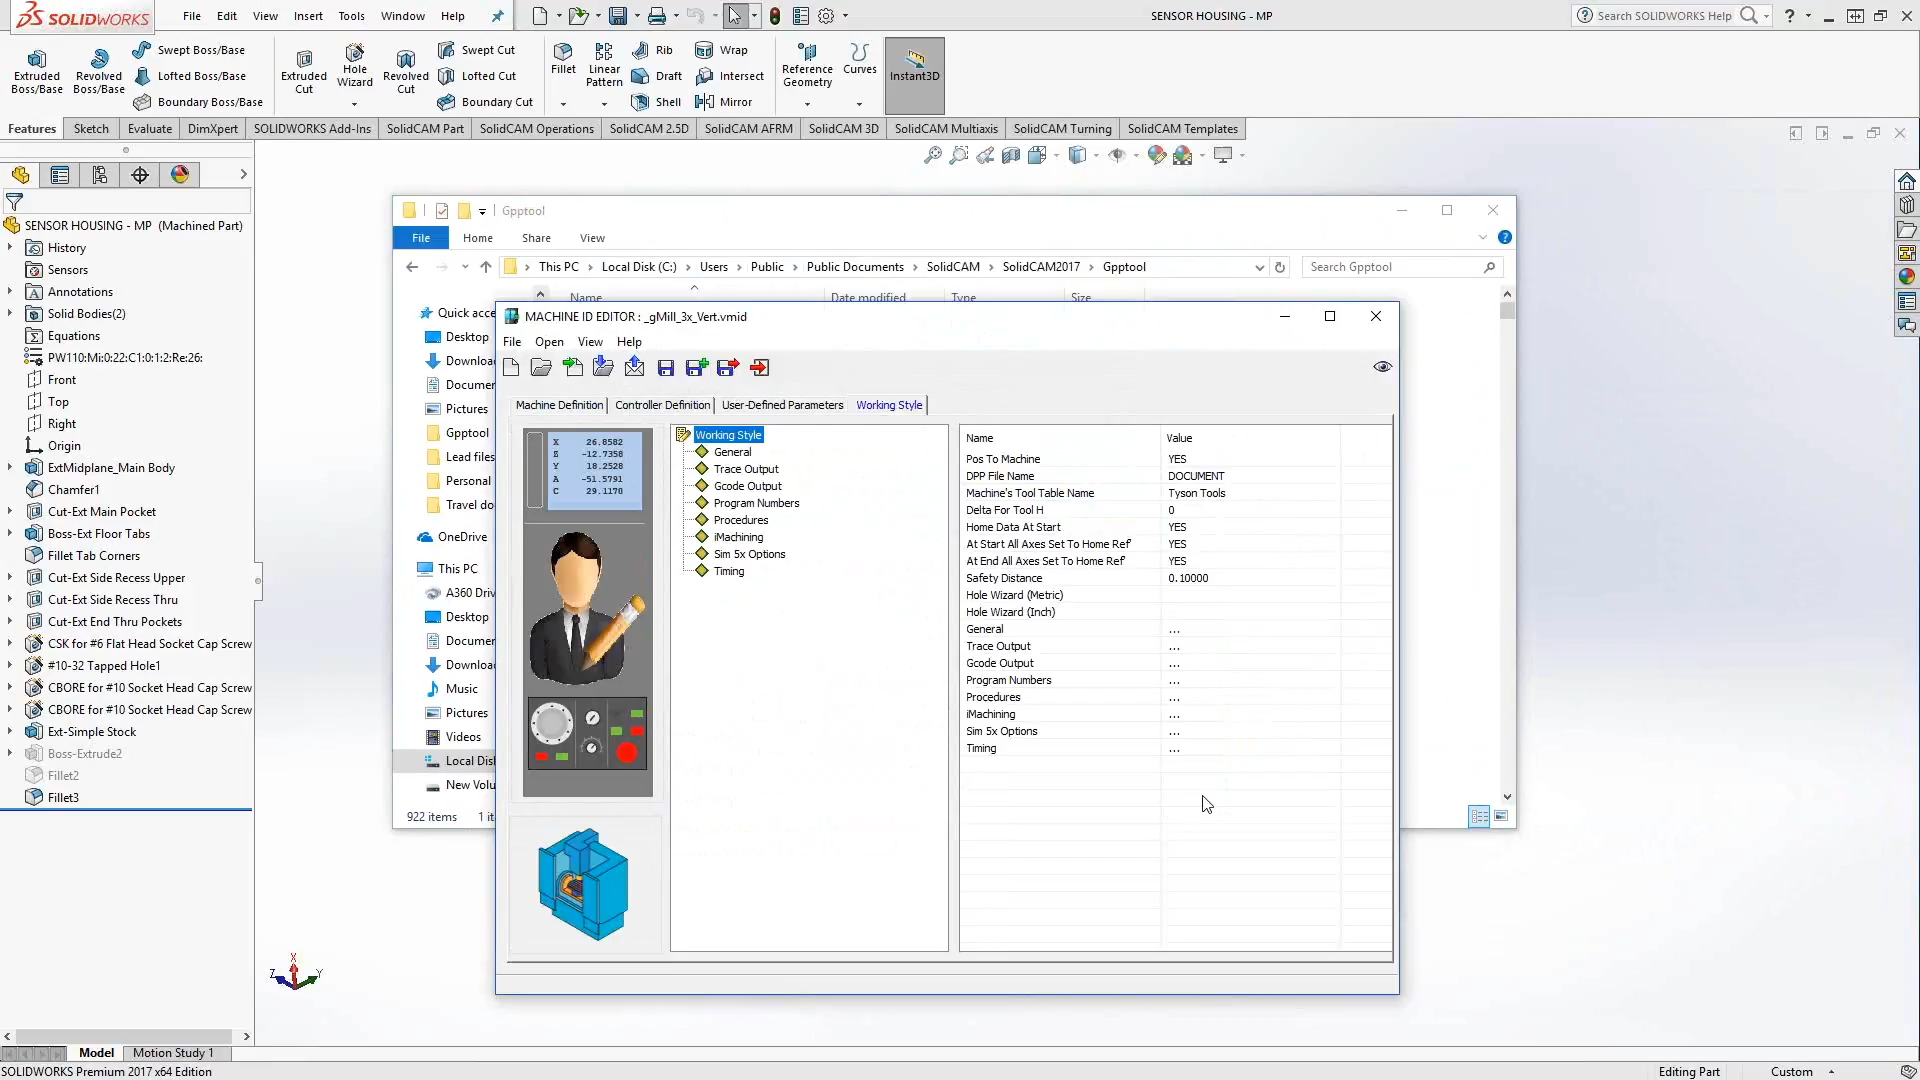 SOLIDWORKS
File Edit View Insert Tools Window Help
SENSOR HOUSING - MP
Search SOLIDWORKS Help
Extruded Boss/Base
Revolved Boss/Base
Swept Boss/Base
Lofted Boss/Base
Boundary Boss/Base
Extruded Cut
Hole Wizard
Revolved Cut
Swept Cut
Lofted Cut
Boundary Cut
Fillet
Linear Pattern
Rib
Draft
Shell
Wrap
Intersect
Mirror
Reference Geometry
Curves
Instant3D
Features Sketch Evaluate DimXpert SOLIDWORKS Add-Ins SolidCAM Part SolidCAM Operations SolidCAM 2.5D SolidCAM AFRM SolidCAM 3D SolidCAM Multiaxis SolidCAM Turning SolidCAM Templates
SENSOR HOUSING - MP (Machined Part)
History
Sensors
Annotations
Solid Bodies(2)
Equations
PW110:Mi:0:22:C1:0:1:2:Re:26:
Front
Top
Right
Origin
ExtMidplane_Main Body
Chamfer1
Cut-Ext Main Pocket
Boss-Ext Floor Tabs
Fillet Tab Corners
Cut-Ext Side Recess Upper
Cut-Ext Side Recess Thru
Cut-Ext End Thru Pockets
CSK for #6 Flat Head Socket Cap Screw
#10-32 Tapped Hole1
CBORE for #10 Socket Head Cap Screw
CBORE for #10 Socket Head Cap Screw
Ext-Simple Stock
Boss-Extrude2
Fillet2
Fillet3
Gpptool
File Home Share View
This PC Local Disk (C:) Users Public Public Documents SolidCAM SolidCAM2017 Gpptool
Search Gpptool
Name Date modified Type Size
Quick acce
Desktop
Downloa
Documen
Pictures
Gpptool
Lead files
Personal
Travel do
OneDrive
This PC
A360 Driv
Desktop
Documen
Downloa
Music
Pictures
Videos
Local Disk
New Volu
922 items 1 it
MACHINE ID EDITOR : _gMill_3x_Vert.vmid
File Open View Help
Machine Definition Controller Definition User-Defined Parameters Working Style
X 26.8582
Z -12.7358
Y 18.2528
A -51.5791
C 29.1170
Working Style
General
Trace Output
Gcode Output
Program Numbers
Procedures
iMachining
Sim 5x Options
Timing
Name Value
Pos To Machine YES
DPP File Name DOCUMENT
Machine's Tool Table Name Tyson Tools
Delta For Tool H 0
Home Data At Start YES
At Start All Axes Set To Home Ref' YES
At End All Axes Set To Home Ref' YES
Safety Distance 0.10000
Hole Wizard (Metric)
Hole Wizard (Inch)
General ...
Trace Output ...
Gcode Output ...
Program Numbers ...
Procedures ...
iMachining ...
Sim 5x Options ...
Timing ...
X
Z Y
Model Motion Study 1
SOLIDWORKS Premium 2017 x64 Edition
Editing Part Custom